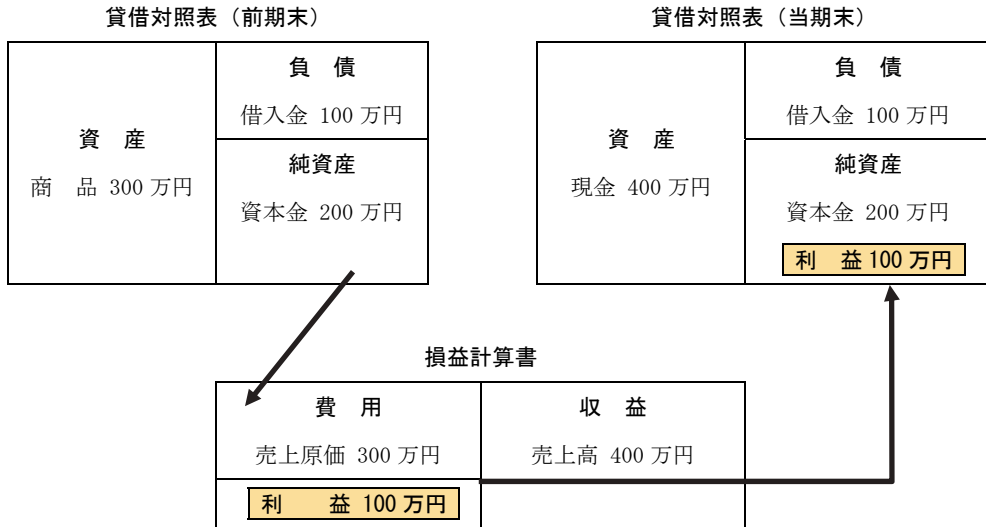 貸借対照表（前期末）
貸借対照表（当期末）
負　債
借入金 100 万円
資　産
商　品 300 万円
純資産
資本金 200 万円
負　債
借入金 100 万円
資　産
現金 400 万円
純資産
資本金 200 万円
利　益 100 万円
損益計算書
費　用
収　益
売上原価 300 万円
売上高 400 万円
利　　益 100 万円